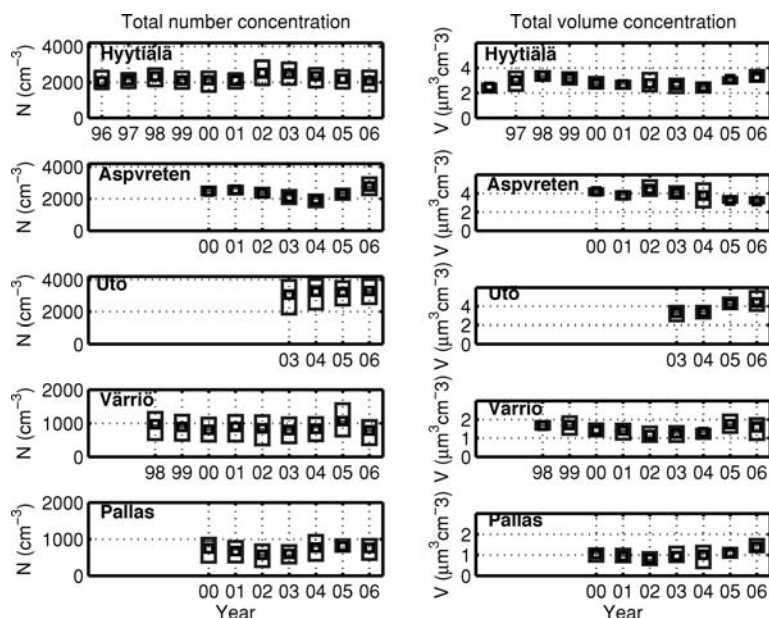 Total number concentration
N (cm⁻³)
4000
2000
0
Hyytiälä
96 97 98 99 00 01 02 03 04 05 06
N (cm⁻³)
4000
2000
0
Aspvreten
00 01 02 03 04 05 06
N (cm⁻³)
4000
2000
0
Utö
03 04 05 06
N (cm⁻³)
2000
1000
0
Värriö
98 99 00 01 02 03 04 05 06
N (cm⁻³)
2000
1000
0
Pallas
00 01 02 03 04 05 06
Year
Total volume concentration
V (μm³cm−3)
4
2
0
Hyytiälä
97 98 99 00 01 02 03 04 05 06
V (μm³cm−3)
4
2
0
Aspvreten
00 01 02 03 04 05 06
V (μm³cm−3)
4
2
0
Utö
03 04 05 06
V (μm³cm−3)
2
1
0
Värriö
98 99 00 01 02 03 04 05 06
V (μm³cm−3)
2
1
0
Pallas
00 01 02 03 04 05 06
Year